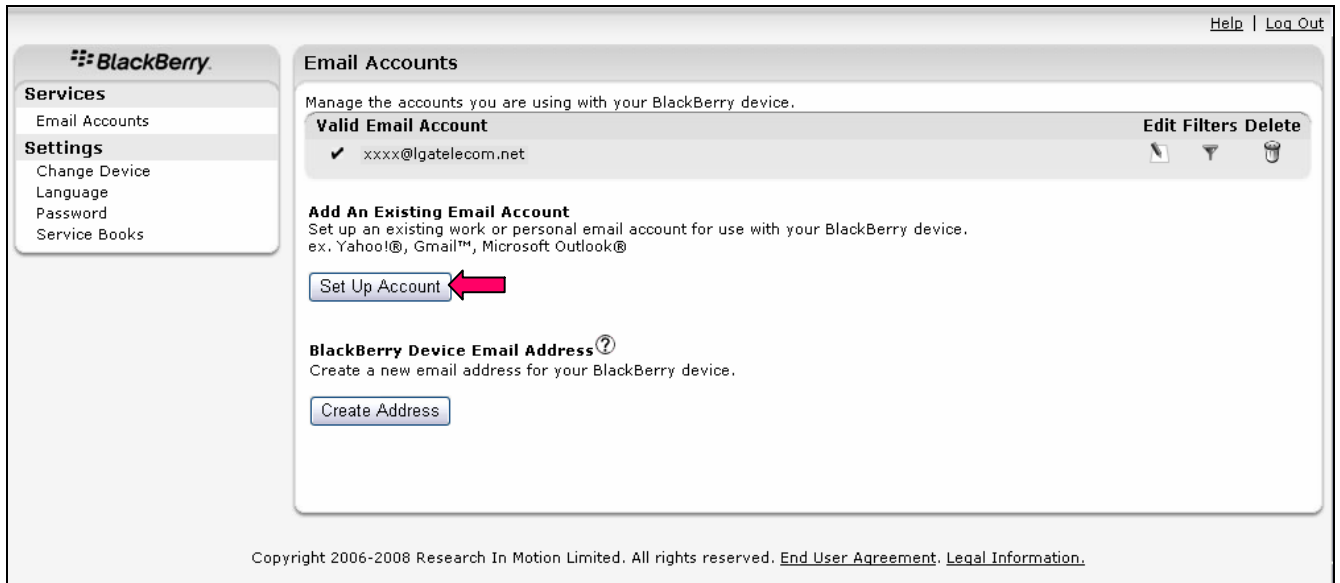 Help | Log Out
BlackBerry.
Services
Email Accounts
Settings
Change Device
Language
Password
Service Books
Email Accounts
Manage the accounts you are using with your BlackBerry device.
Valid Email Account Edit Filters Delete
✔ xxxx@lgatelecom.net
Add An Existing Email Account
Set up an existing work or personal email account for use with your BlackBerry device.
ex. Yahoo!®, Gmail™, Microsoft Outlook®
Set Up Account
BlackBerry Device Email Address?
Create a new email address for your BlackBerry device.
Create Address
Copyright 2006-2008 Research In Motion Limited. All rights reserved. End User Agreement. Legal Information.